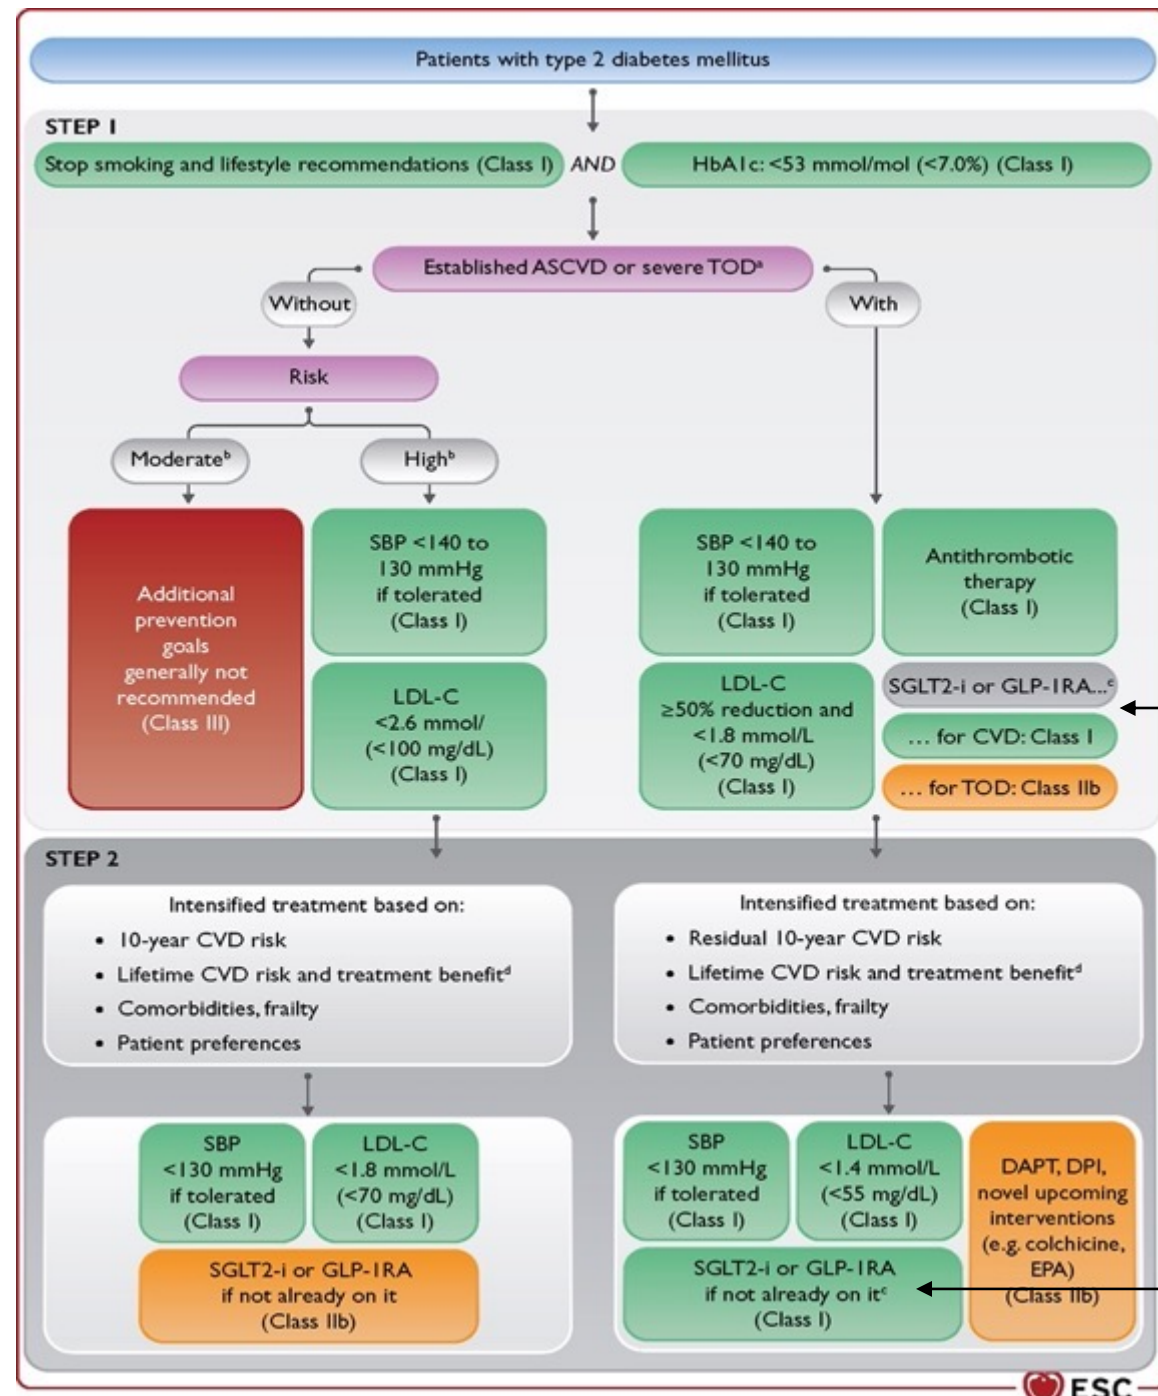 Patients with type 2 diabetes mellitus
STEP 1
Stop smoking and lifestyle recommendations (Class I)
AND
HbA1c: <53 mmol/mol (<7.0%) (Class I)
Established ASCVD or severe TODᵃ
Without
With
Risk
Moderateᵇ
Highᵇ
Additional
prevention
goals
generally not
recommended
(Class III)
SBP <140 to
130 mmHg
if tolerated
(Class I)
LDL-C
<2.6 mmol/
(<100 mg/dL)
(Class I)
SBP <140 to
130 mmHg
if tolerated
(Class I)
Antithrombotic
therapy
(Class I)
LDL-C
≥50% reduction and
<1.8 mmol/L
(<70 mg/dL)
(Class I)
SGLT2-i or GLP-1RA...ᶜ
... for CVD: Class I
... for TOD: Class IIb
STEP 2
Intensified treatment based on:
• 10-year CVD risk
• Lifetime CVD risk and treatment benefitᵈ
• Comorbidities, frailty
• Patient preferences
Intensified treatment based on:
• Residual 10-year CVD risk
• Lifetime CVD risk and treatment benefitᵈ
• Comorbidities, frailty
• Patient preferences
SBP
<130 mmHg
if tolerated
(Class I)
LDL-C
<1.8 mmol/L
(<70 mg/dL)
(Class I)
SGLT2-i or GLP-1RA
if not already on it
(Class IIb)
SBP
<130 mmHg
if tolerated
(Class I)
LDL-C
<1.4 mmol/L
(<55 mg/dL)
(Class I)
SGLT2-i or GLP-1RA
if not already on itᶜ
(Class I)
DAPT, DPI,
novel upcoming
interventions
(e.g. colchicine,
EPA)
(Class IIb)
ESC